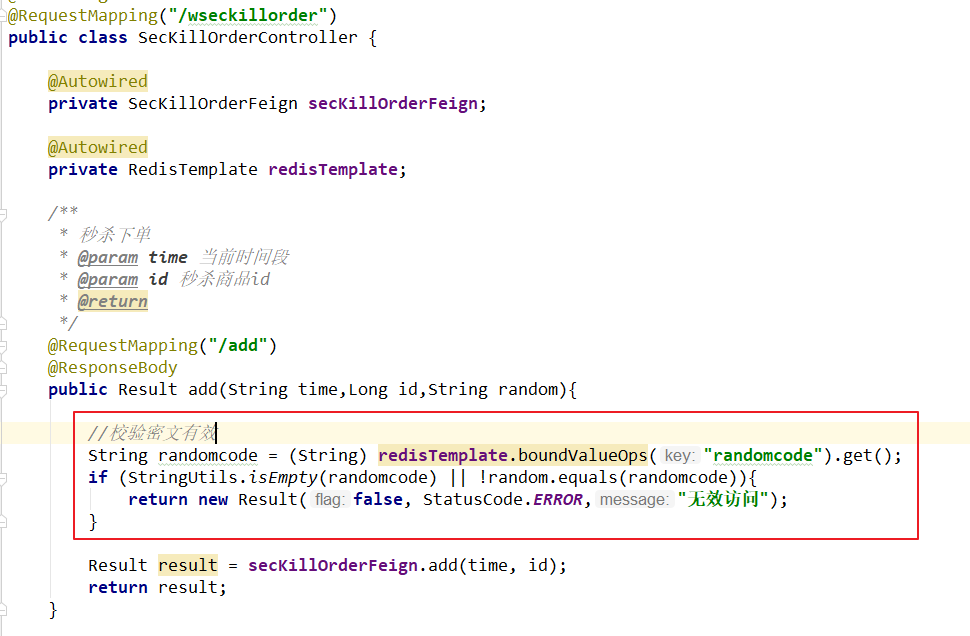 @RequestMapping("/wseckillorder")
public class SecKillOrderController {
@Autowired
private SecKillOrderFeign secKillOrderFeign;
@Autowired
private RedisTemplate redisTemplate;
/**
* 秒杀下单
* @param time 当前时间段
* @param id 秒杀商品id
* @return
*/
@RequestMapping("/add")
@ResponseBody
public Result add(String time,Long id,String random){
//校验密文有效
String randomcode = (String) redisTemplate.boundValueOps( key: "randomcode").get();
if (StringUtils.isEmpty(randomcode) || !random.equals(randomcode)){
return new Result( flag: false, StatusCode.ERROR, message: "无效访问");
}
Result result = secKillOrderFeign.add(time, id);
return result;
}